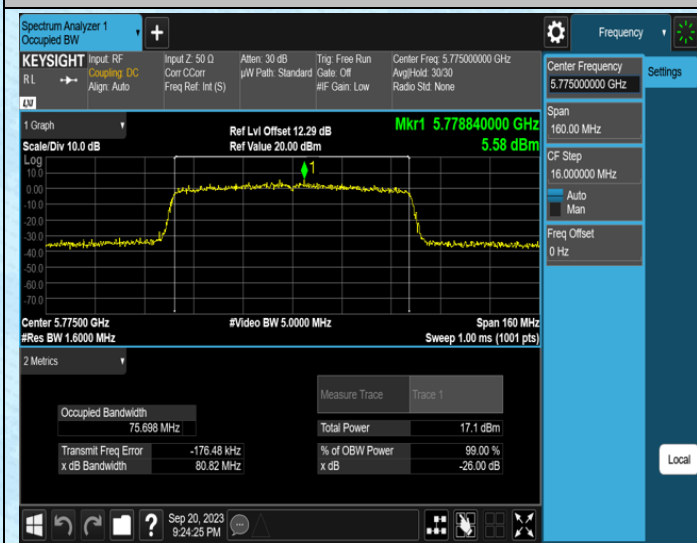 Spectrum Analyzer 1
Occupied BW
Frequency
KEYSIGHT
RL
LXI
Input: RF
Coupling: DC
Align: Auto
Input Z: 50 Ω
Corr CCorr
Freq Ref: Int (S)
Atten: 30 dB
µW Path: Standard
Trig: Free Run
Gate: Off
#IF Gain: Low
Center Freq: 5.775000000 GHz
Avg|Hold: 30/30
Radio Std: None
Center Frequency
5.775000000 GHz
Settings
Span
160.00 MHz
CF Step
16.000000 MHz
Auto
Man
Freq Offset
0 Hz
1 Graph
Scale/Div 10.0 dB
Ref Lvl Offset 12.29 dB
Ref Value 20.00 dBm
Mkr1 5.778840000 GHz
5.58 dBm
Log
10.0
0.00
-10.0
-20.0
-30.0
-40.0
-50.0
-60.0
-70.0
1
Center 5.77500 GHz
#Video BW 5.0000 MHz
Span 160 MHz
#Res BW 1.6000 MHz
Sweep 1.00 ms (1001 pts)
2 Metrics
Measure Trace
Trace 1
Occupied Bandwidth
75.698 MHz
Total Power
17.1 dBm
Transmit Freq Error
-176.48 kHz
% of OBW Power
99.00 %
x dB Bandwidth
80.82 MHz
x dB
-26.00 dB
Local
?
Sep 20, 2023
9:24:25 PM